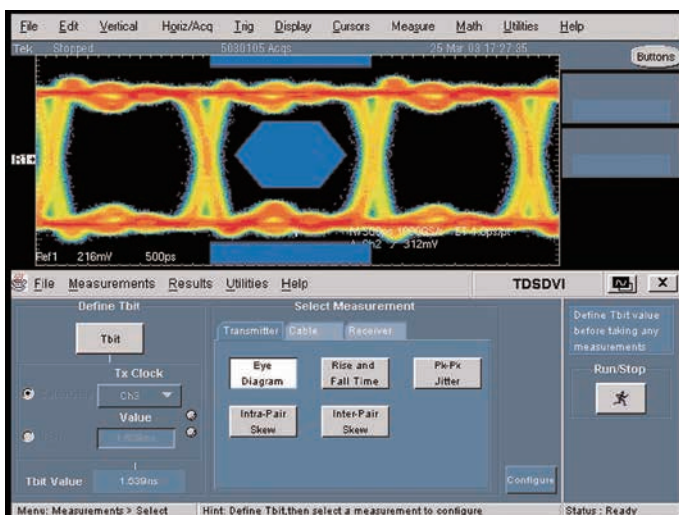 File Edit Vertical Horiz/Acq Trig Display Cursors Measure Math Utilities Help
Tek Stopped 5030105 Acqs 25 Mar 03 17:27:35
Buttons
R1
Ref1 216mV 500ps
Ch2 312mV
File Measurements Results Utilities Help TDSDVI
Define Tbit
Tbit
Tx Clock
Ch3
Value
Tbit Value 1.639ns
Select Measurement
Transmitter Cable Receiver
Eye Diagram
Rise and Fall Time
Pk-Pk Jitter
Intra-Pair Skew
Inter-Pair Skew
Configure
Define Tbit value
before taking any
measurements
Run/Stop
Menu: Measurements > Select Hint: Define Tbit,then select a measurement to configure Status : Ready